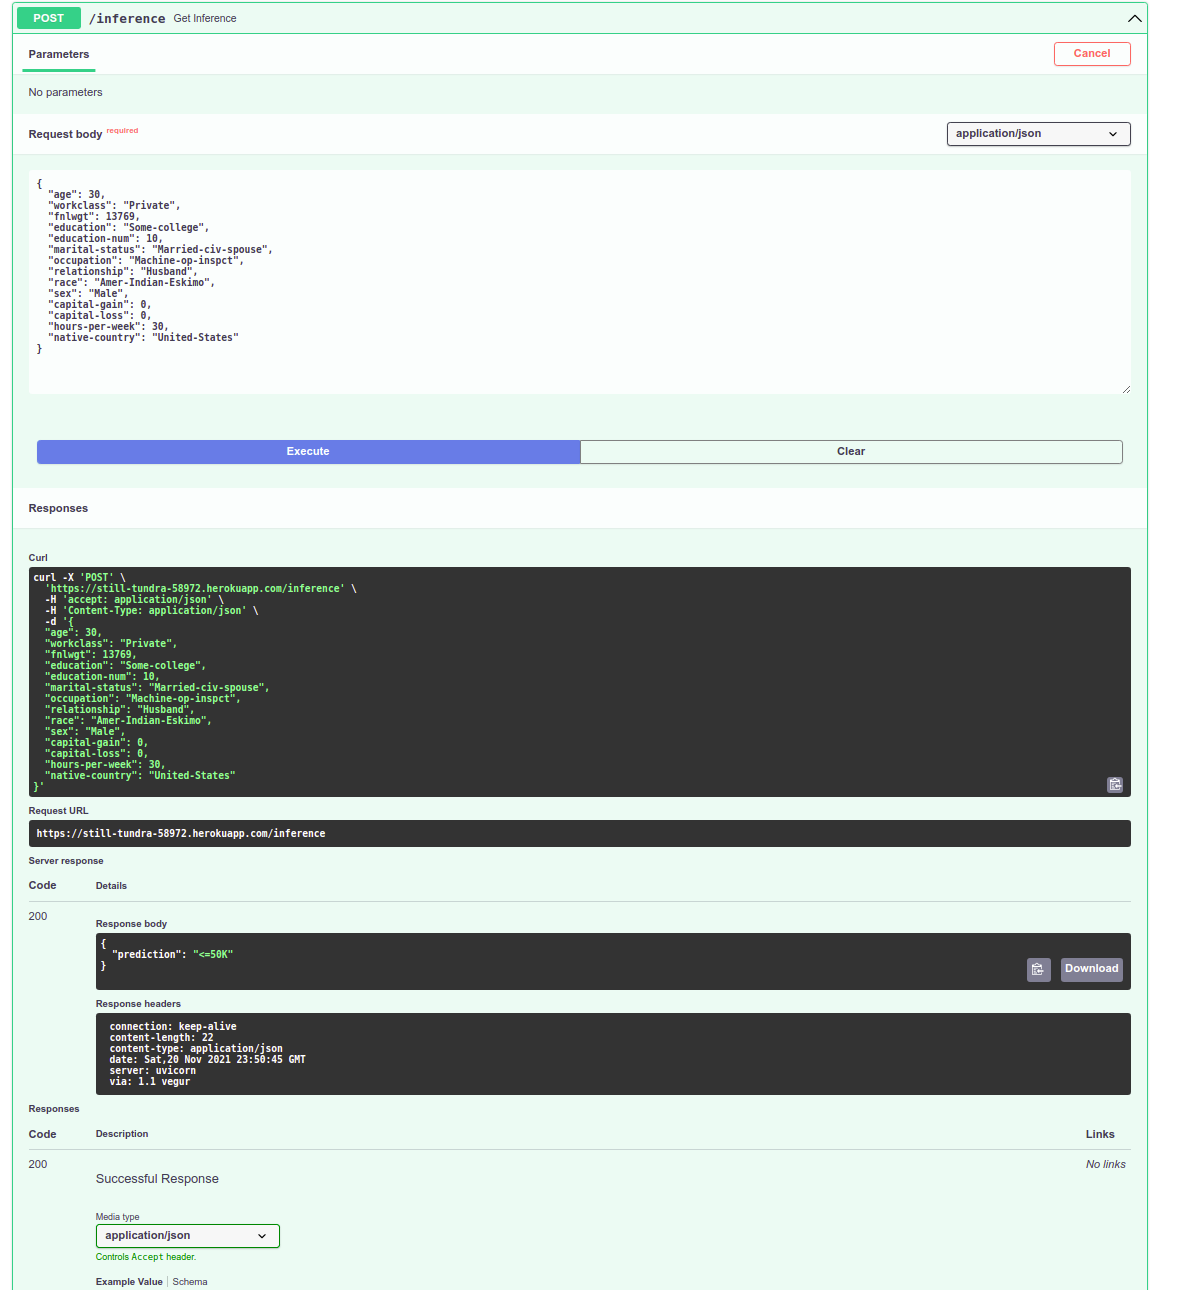 POST /inference Get Inference
Parameters
Cancel
No parameters
Request body required
application/json
{
  "age": 30,
  "workclass": "Private",
  "fnlwgt": 13769,
  "education": "Some-college",
  "education-num": 10,
  "marital-status": "Married-civ-spouse",
  "occupation": "Machine-op-inspct",
  "relationship": "Husband",
  "race": "Amer-Indian-Eskimo",
  "sex": "Male",
  "capital-gain": 0,
  "capital-loss": 0,
  "hours-per-week": 30,
  "native-country": "United-States"
}
Execute
Clear
Responses
Curl
curl -X 'POST' \
  'https://still-tundra-58972.herokuapp.com/inference' \
  -H 'accept: application/json' \
  -H 'Content-Type: application/json' \
  -d '{
  "age": 30,
  "workclass": "Private",
  "fnlwgt": 13769,
  "education": "Some-college",
  "education-num": 10,
  "marital-status": "Married-civ-spouse",
  "occupation": "Machine-op-inspct",
  "relationship": "Husband",
  "race": "Amer-Indian-Eskimo",
  "sex": "Male",
  "capital-gain": 0,
  "capital-loss": 0,
  "hours-per-week": 30,
  "native-country": "United-States"
}'
Request URL
https://still-tundra-58972.herokuapp.com/inference
Server response
Code Details
200
Response body
{
  "prediction": "<=50K"
}
Download
Response headers
connection: keep-alive
content-length: 22
content-type: application/json
date: Sat,20 Nov 2021 23:50:45 GMT
server: uvicorn
via: 1.1 vegur
Responses
Code Description Links
200 No links
Successful Response
Media type
application/json
Controls Accept header.
Example Value Schema